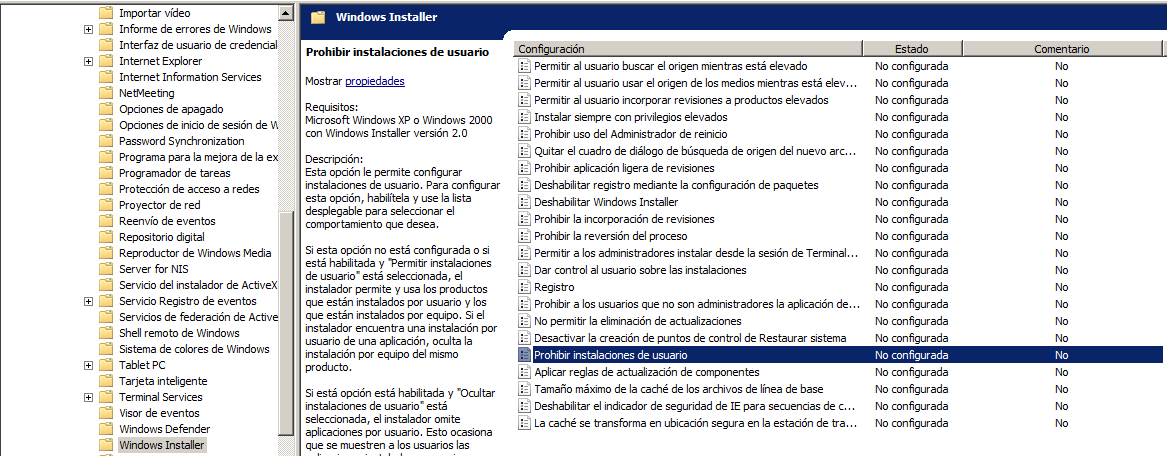 Importar vídeo
Informe de errores de Windows
Interfaz de usuario de credencial
Internet Explorer
Internet Information Services
NetMeeting
Opciones de apagado
Opciones de inicio de sesión de W
Password Synchronization
Programa para la mejora de la ex
Programador de tareas
Protección de acceso a redes
Proyector de red
Reenvío de eventos
Repositorio digital
Reproductor de Windows Media
Server for NIS
Servicio del instalador de ActiveX
Servicio Registro de eventos
Servicios de federación de Active
Shell remoto de Windows
Sistema de colores de Windows
Tablet PC
Tarjeta inteligente
Terminal Services
Visor de eventos
Windows Defender
Windows Installer
Windows Installer
Prohibir instalaciones de usuario
Mostrar propiedades
Requisitos:
Microsoft Windows XP o Windows 2000
con Windows Installer versión 2.0
Descripción:
Esta opción le permite configurar
instalaciones de usuario. Para configurar
esta opción, habilítela y use la lista
desplegable para seleccionar el
comportamiento que desea.
Si esta opción no está configurada o si
está habilitada y "Permitir instalaciones
de usuario" está seleccionada, el
instalador permite y usa los productos
que están instalados por usuario y los
que están instalados por equipo. Si el
instalador encuentra una instalación por
usuario de una aplicación, oculta la
instalación por equipo del mismo
producto.
Si está opción está habilitada y "Ocultar
instalaciones de usuario" está
seleccionada, el instalador omite
aplicaciones por usuario. Esto ocasiona
que se muestren a los usuarios las
Configuración Estado Comentario
Permitir al usuario buscar el origen mientras está elevado No configurada No
Permitir al usuario usar el origen de los medios mientras está elev... No configurada No
Permitir al usuario incorporar revisiones a productos elevados No configurada No
Instalar siempre con privilegios elevados No configurada No
Prohibir uso del Administrador de reinicio No configurada No
Quitar el cuadro de diálogo de búsqueda de origen del nuevo arc... No configurada No
Prohibir aplicación ligera de revisiones No configurada No
Deshabilitar registro mediante la configuración de paquetes No configurada No
Deshabilitar Windows Installer No configurada No
Prohibir la incorporación de revisiones No configurada No
Prohibir la reversión del proceso No configurada No
Permitir a los administradores instalar desde la sesión de Terminal... No configurada No
Dar control al usuario sobre las instalaciones No configurada No
Registro No configurada No
Prohibir a los usuarios que no son administradores la aplicación de... No configurada No
No permitir la eliminación de actualizaciones No configurada No
Desactivar la creación de puntos de control de Restaurar sistema No configurada No
Prohibir instalaciones de usuario No configurada No
Aplicar reglas de actualización de componentes No configurada No
Tamaño máximo de la caché de los archivos de línea de base No configurada No
Deshabilitar el indicador de seguridad de IE para secuencias de c... No configurada No
La caché se transforma en ubicación segura en la estación de tra... No configurada No